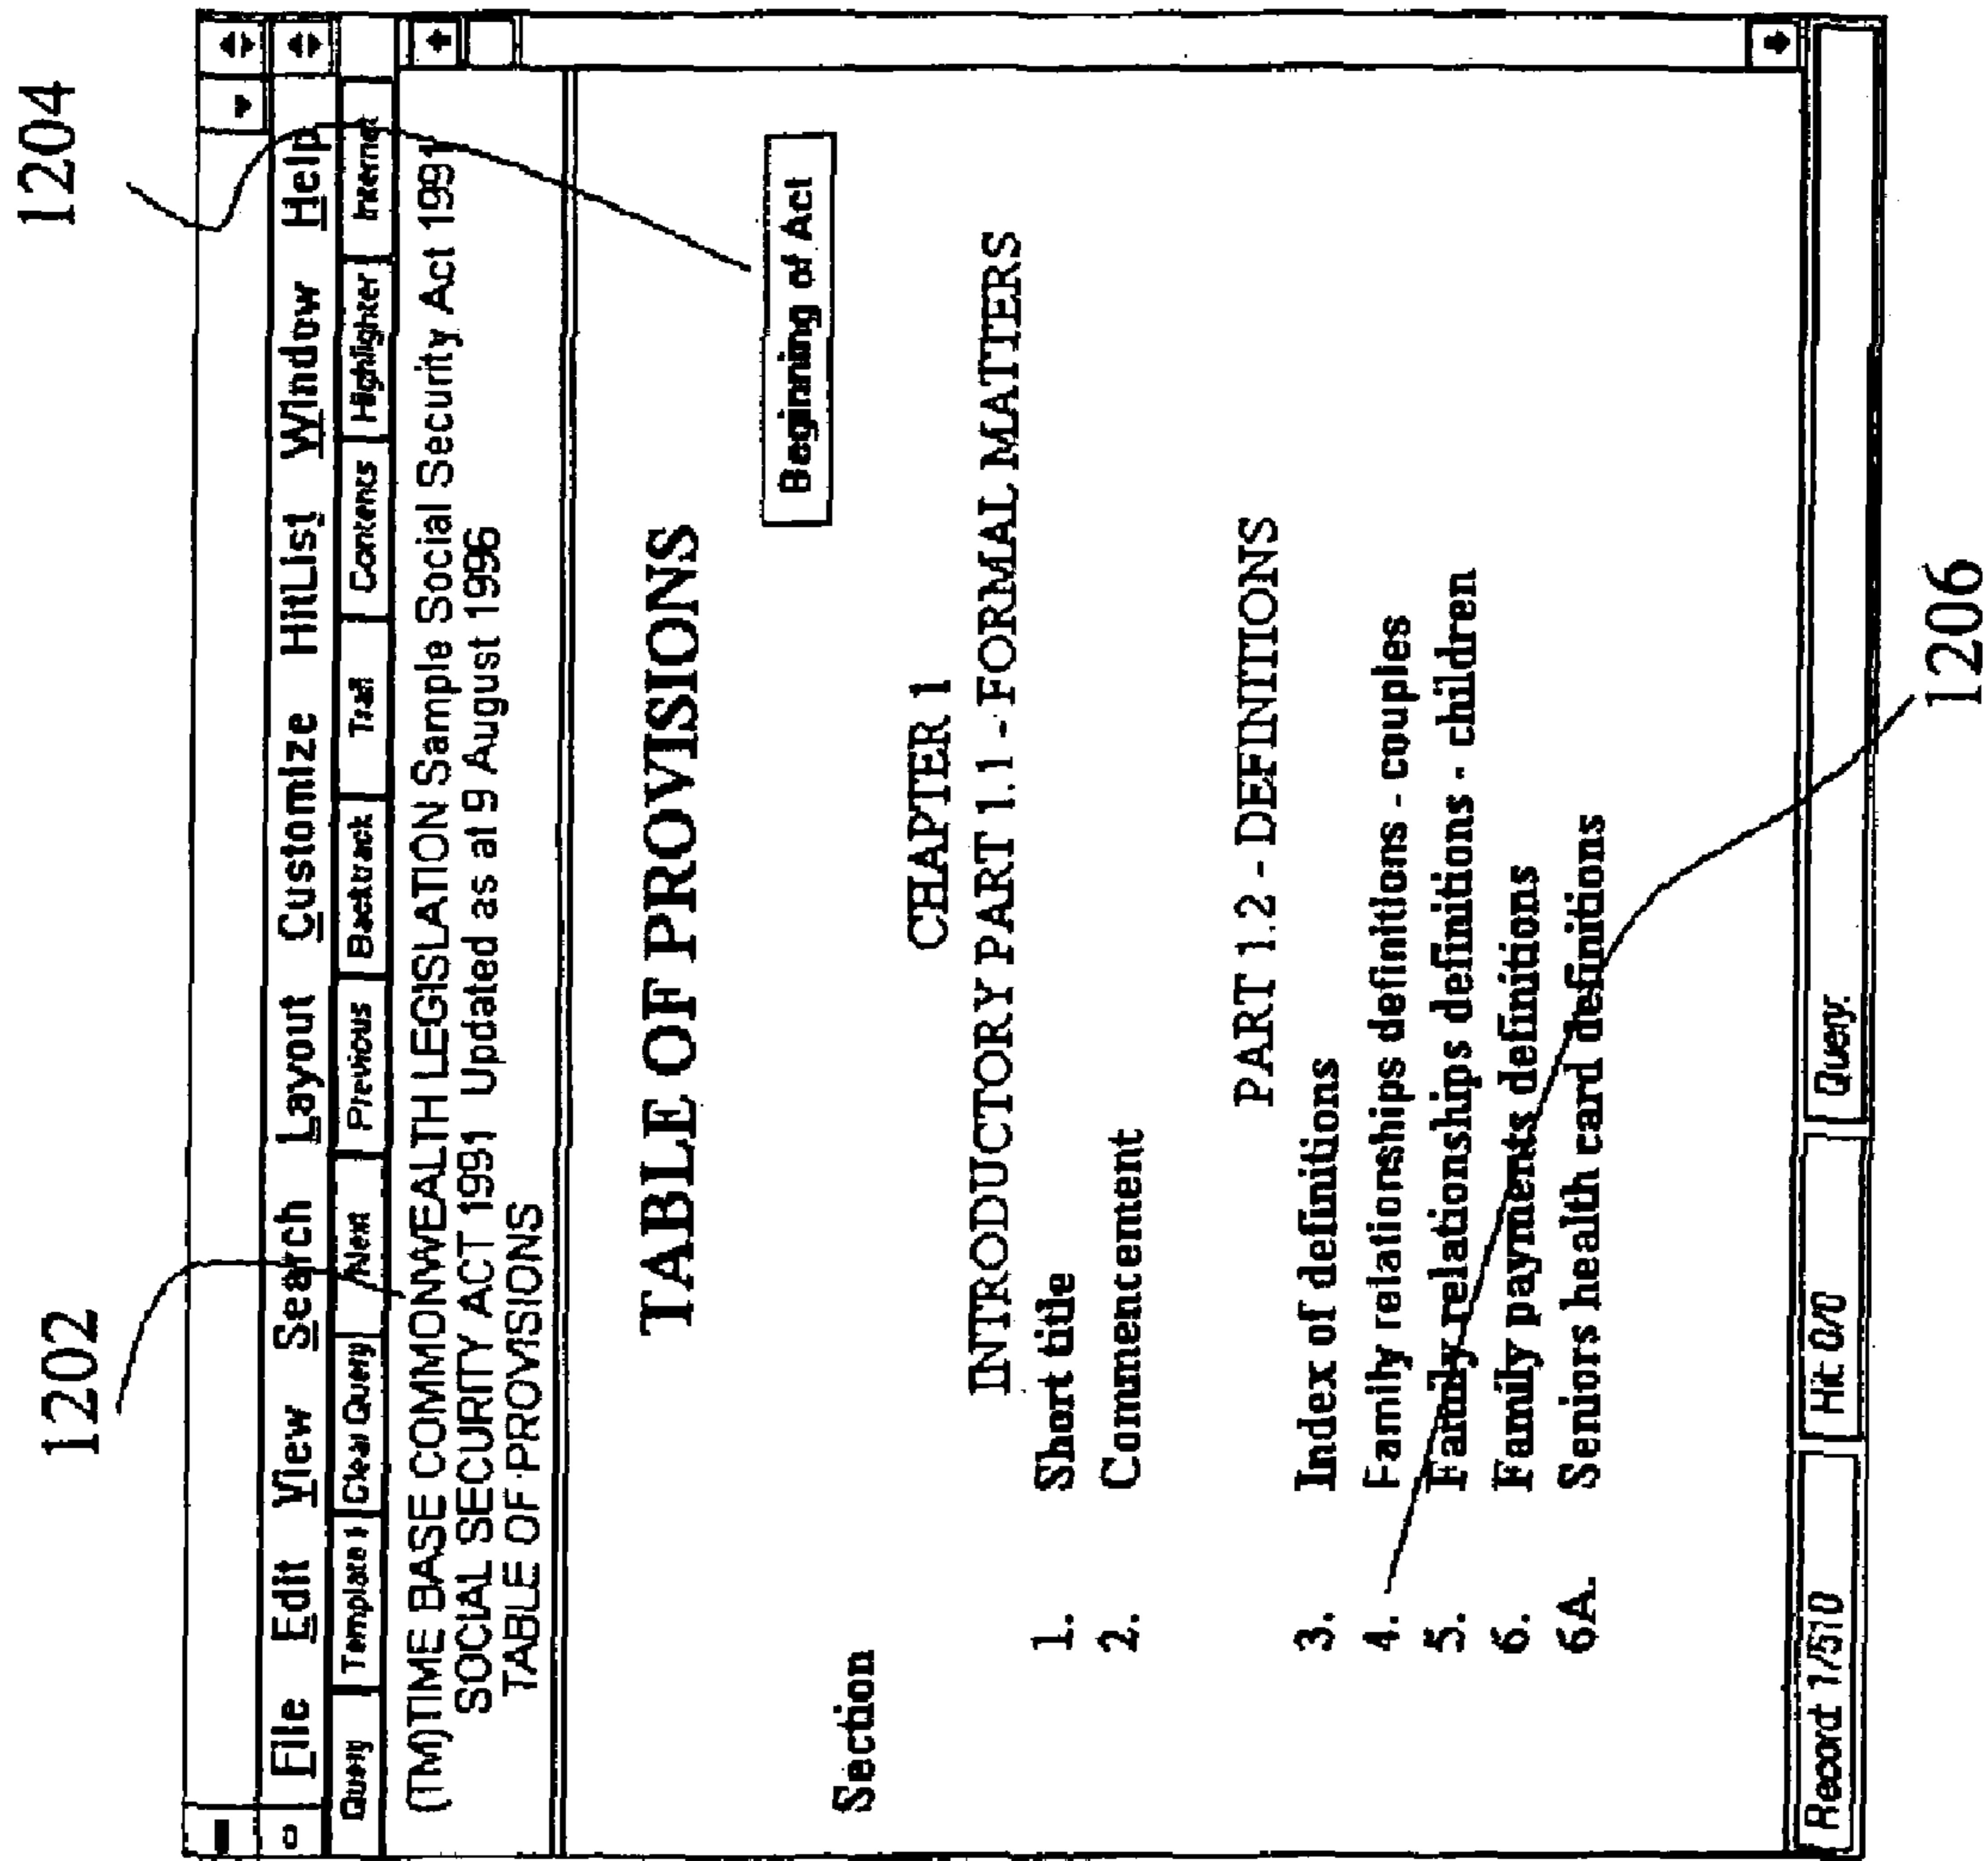 1202
1204
File Edit View Search Layout Customize HitList Window Help
Query Template 1 Clear Query Next Previous Backtrack Trail Contents Highlighter Internet
(TM)TIME BASE COMMONWEALTH LEGISLATION Sample Social Security Act 1991
SOCIAL SECURITY ACT 1991 Updated as at 9 August 1996
TABLE OF PROVISIONS
TABLE OF PROVISIONS
Beginning of Act
Section
CHAPTER 1
INTRODUCTORY PART 1.1 - FORMAL MATTERS
1. Short title
2. Commencement
PART 1.2 - DEFINITIONS
3. Index of definitions
4. Family relationships definitions - couples
5. Family relationships definitions - children
6. Family payments definitions
6A. Seniors health card definitions
Record: 1/510 Hit: 0/0 Query:
1206